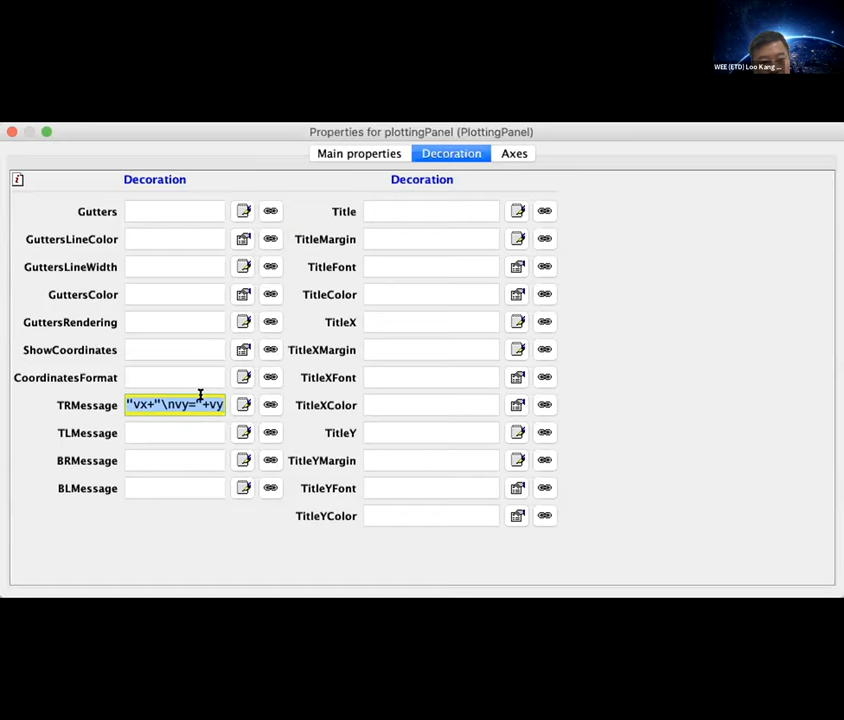 WEE (ETD) Loo Kang ...
Properties for plottingPanel (PlottingPanel)
Main properties
Decoration
Axes
Decoration
Decoration
Gutters
Title
GuttersLineColor
TitleMargin
GuttersLineWidth
TitleFont
GuttersColor
TitleColor
GuttersRendering
TitleX
ShowCoordinates
TitleXMargin
CoordinatesFormat
TitleXFont
TRMessage
"vx+"\nvy="+vy
TitleXColor
TLMessage
TitleY
BRMessage
TitleYMargin
BLMessage
TitleYFont
TitleYColor